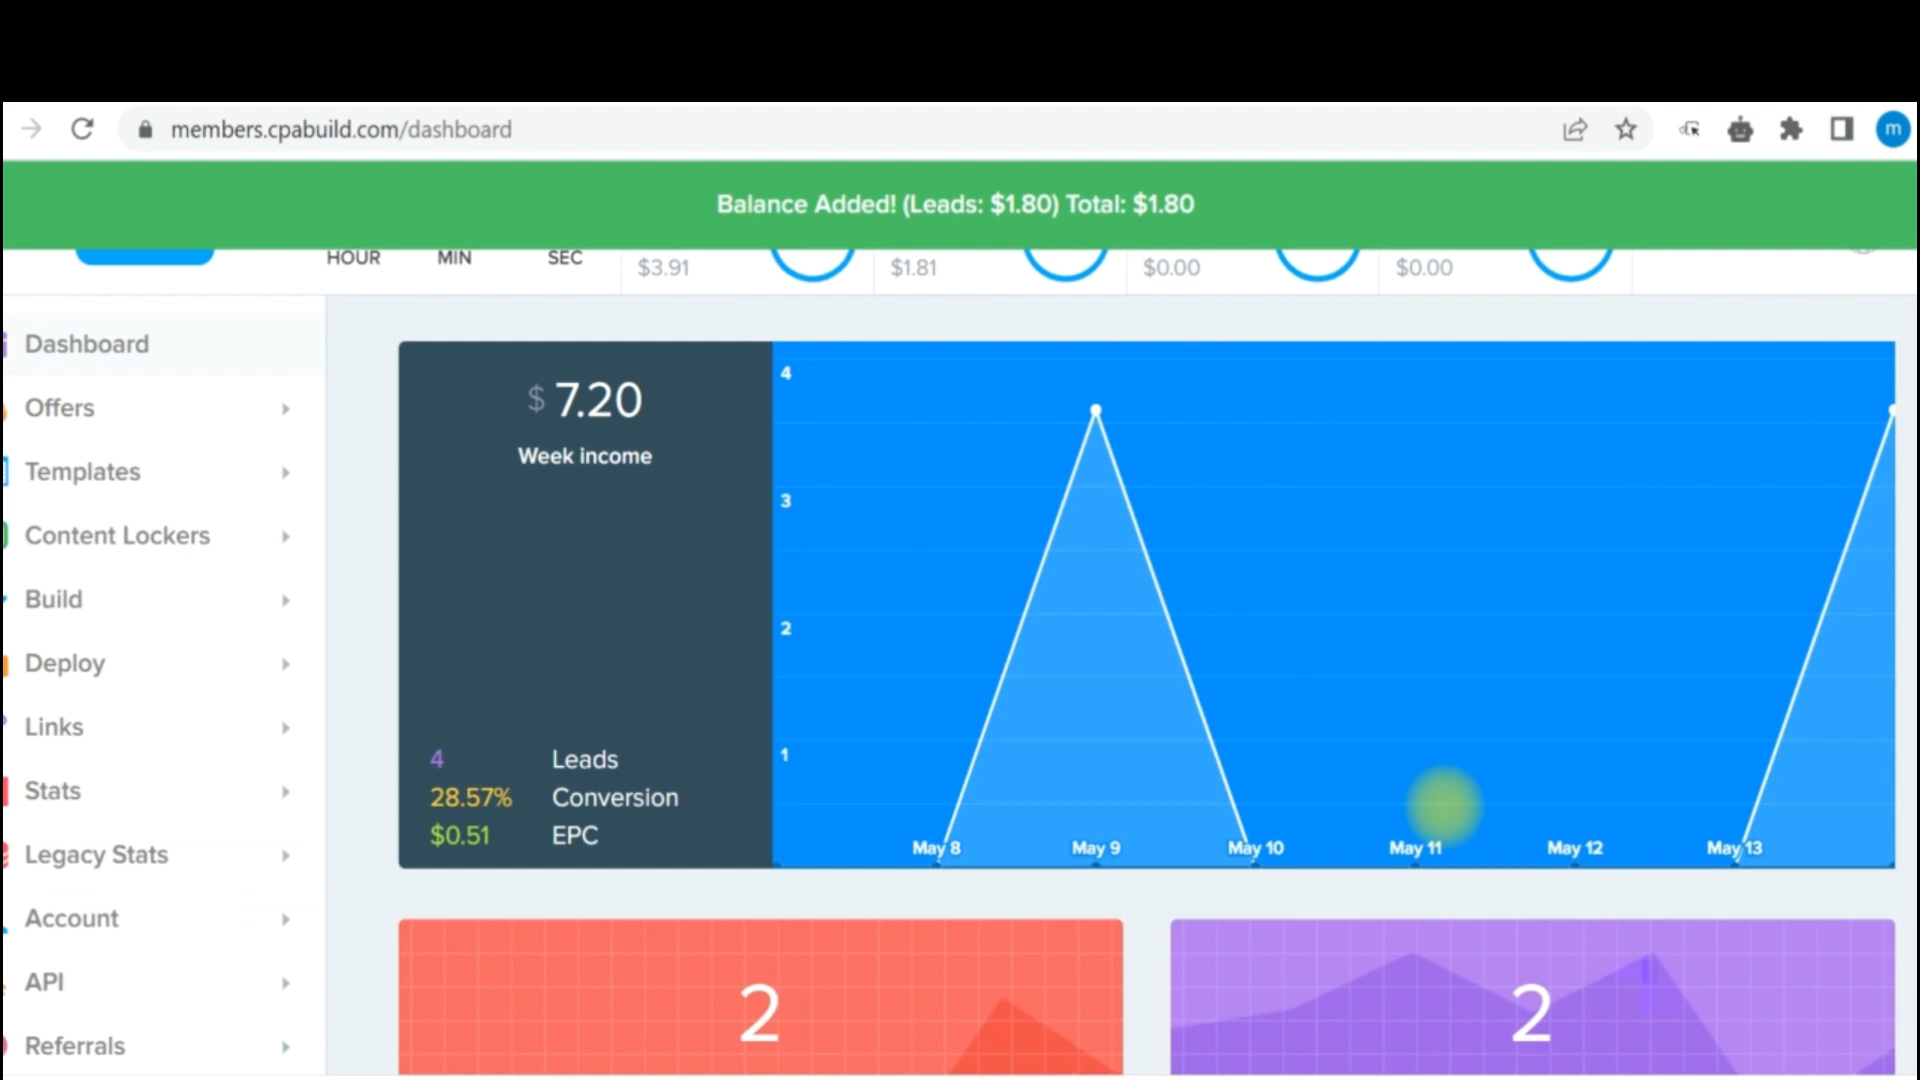 members.cpabuild.com/dashboard
m
Balance Added! (Leads: $1.80) Total: $1.80
HOUR MIN SEC $3.91 $1.81 $0.00 $0.00
Dashboard
Offers
Templates
Content Lockers
Build
Deploy
Links
Stats
Legacy Stats
Account
API
Referrals
$ 7.20
Week income
4 Leads
28.57% Conversion
$0.51 EPC
4
3
2
1
May 8 May 9 May 10 May 11 May 12 May 13
2
2